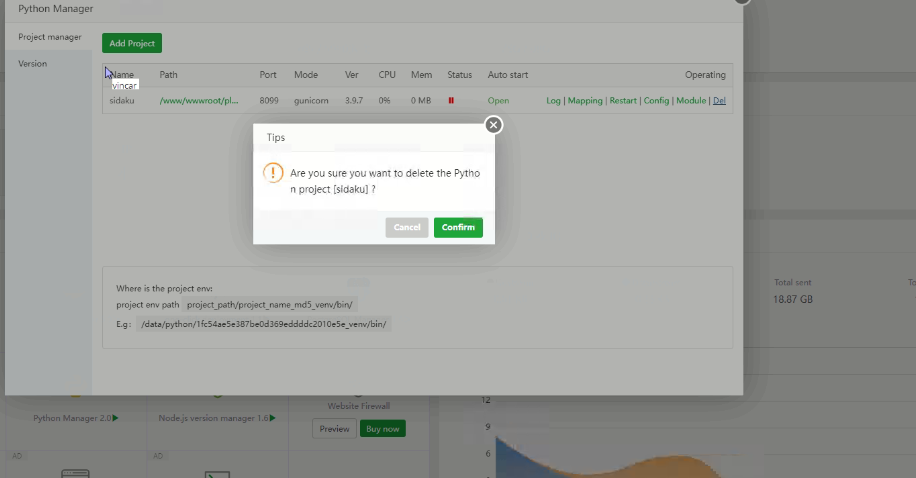 Python Manager
Project manager
Version
Add Project
Name Path Port Mode Ver CPU Mem Status Auto start Operating
vincar
sidaku /www/wwwroot/pl... 8099 gunicorn 3.9.7 0% 0 MB Open Log | Mapping | Restart | Config | Module | Del
Tips
Are you sure you want to delete the Pytho
n project [sidaku] ?
Cancel Confirm
Where is the project env:
project env path project_path/project_name_md5_venv/bin/
E.g: /data/python/1fc54ae5e387be0d369eddddc2010e5e_venv/bin/
Total sent
18.87 GB
Website Firewall
Python Manager 2.0 Node.js version manager 1.6
Preview Buy now
AD AD
12
9
6